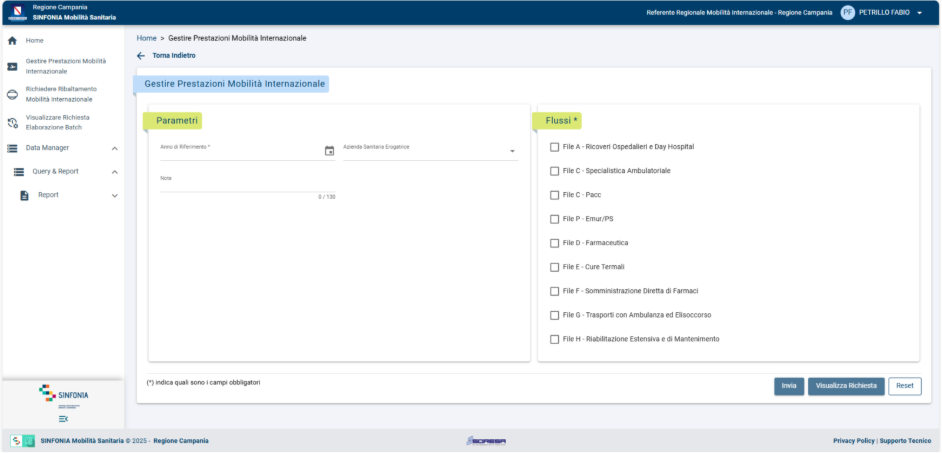 Regione Campania
SINFONIA Mobilità Sanitaria
Referente Regionale Mobilità Internazionale - Regione Campania
PF
PETRILLO FABIO
Home
Gestire Prestazioni Mobilità
Internazionale
Richiedere Ribaltamento
Mobilità Internazionale
Visualizzare Richiesta
Elaborazione Batch
Data Manager
Query & Report
Report
Home > Gestire Prestazioni Mobilità Internazionale
Torna Indietro
Gestire Prestazioni Mobilità Internazionale
Parametri
Anno di Riferimento *
Azienda Sanitaria Erogatrice
Note
0 / 130
Flussi *
File A - Ricoveri Ospedalieri e Day Hospital
File C - Specialistica Ambulatoriale
File C - Pacc
File P - Emur/PS
File D - Farmaceutica
File E - Cure Termali
File F - Somministrazione Diretta di Farmaci
File G - Trasporti con Ambulanza ed Elisoccorso
File H - Riabilitazione Estensiva e di Mantenimento
(*) indica quali sono i campi obbligatori
Invia
Visualizza Richiesta
Reset
SINFONIA
SINFONIA Mobilità Sanitaria © 2025 - Regione Campania
Privacy Policy | Supporto Tecnico